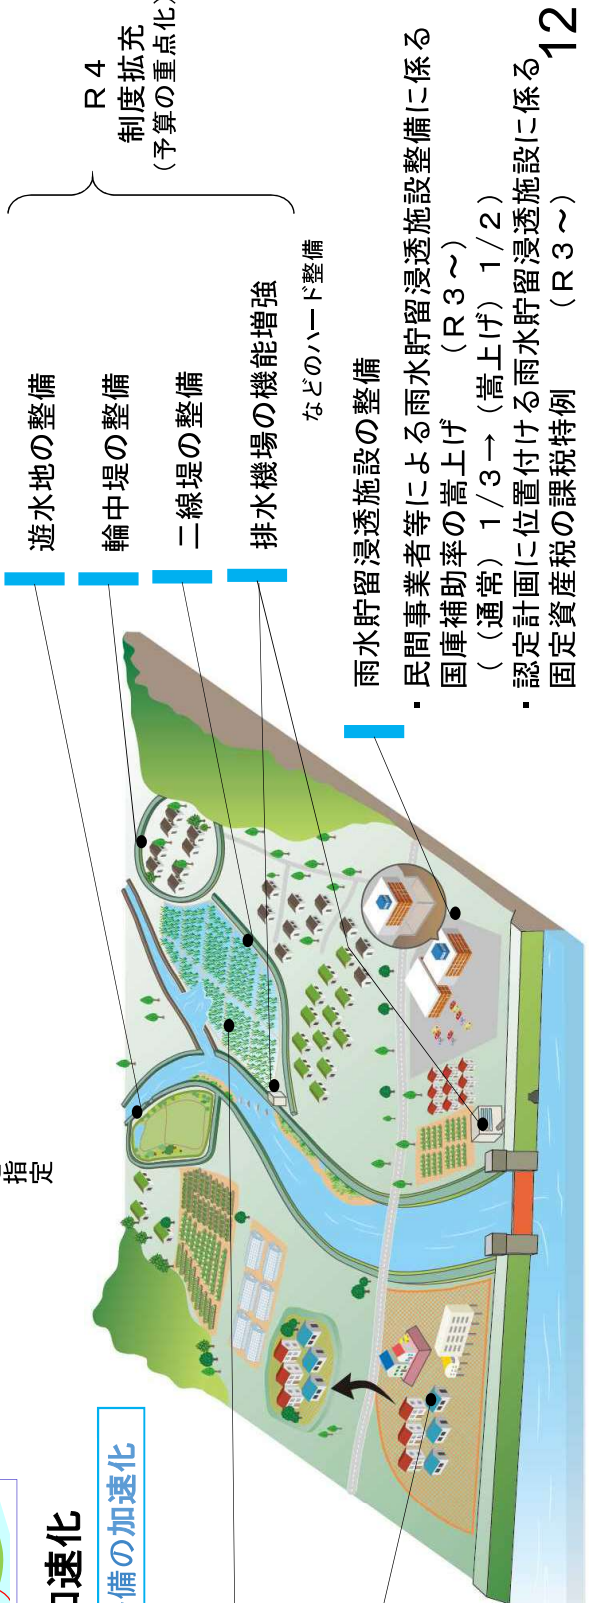 指定
加速化
備の加速化
遊水地の整備
輪中堤の整備
二線堤の整備
排水機場の機能増強
などのハード整備
R4
制度拡充
(予算の重点化)
雨水貯留浸透施設の整備
・民間事業者等による雨水貯留浸透施設整備に係る
国庫補助率の嵩上げ (R3~)
((通常)1/3→(嵩上げ)1/2)
・認定計画に位置付ける雨水貯留浸透施設に係る
固定資産税の課税特例 (R3~)
12